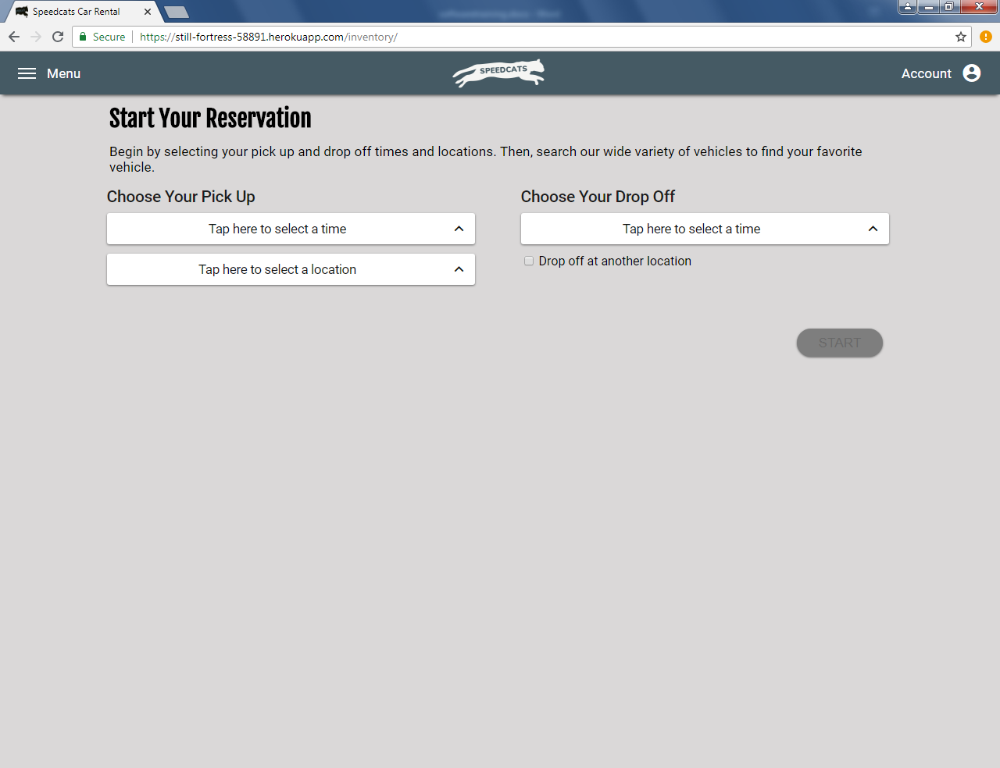 Speedcats Car Rental
Secure https://still-fortress-58891.herokuapp.com/inventory/
Menu
SPEEDCATS
Account
Start Your Reservation
Begin by selecting your pick up and drop off times and locations. Then, search our wide variety of vehicles to find your favorite
vehicle.
Choose Your Pick Up
Tap here to select a time
Tap here to select a location
Choose Your Drop Off
Tap here to select a time
Drop off at another location
START